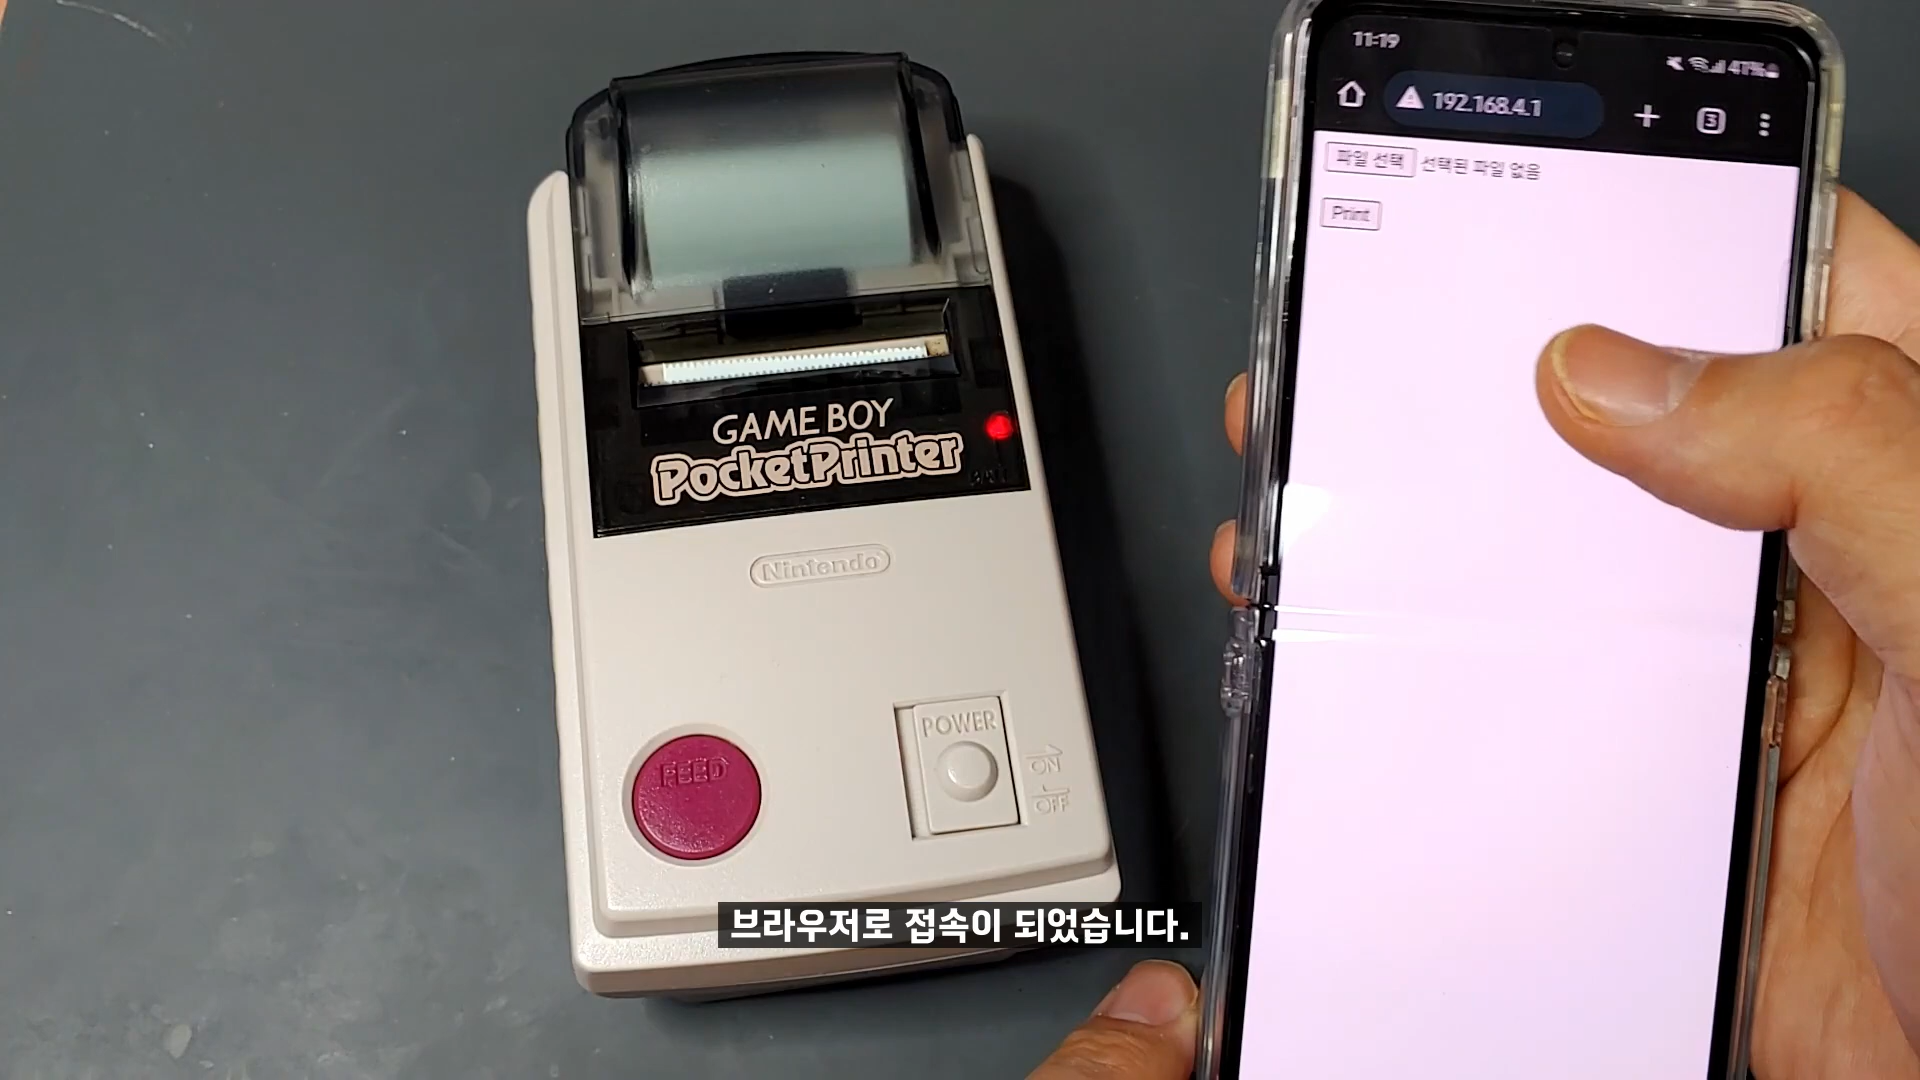 GAME BOY
PocketPrinter
Nintendo
FEED
POWER
ON
OFF
11:19
47%
192.168.4.1
3
파일 선택 선택된 파일 없음
Print
브라우저로 접속이 되었습니다.